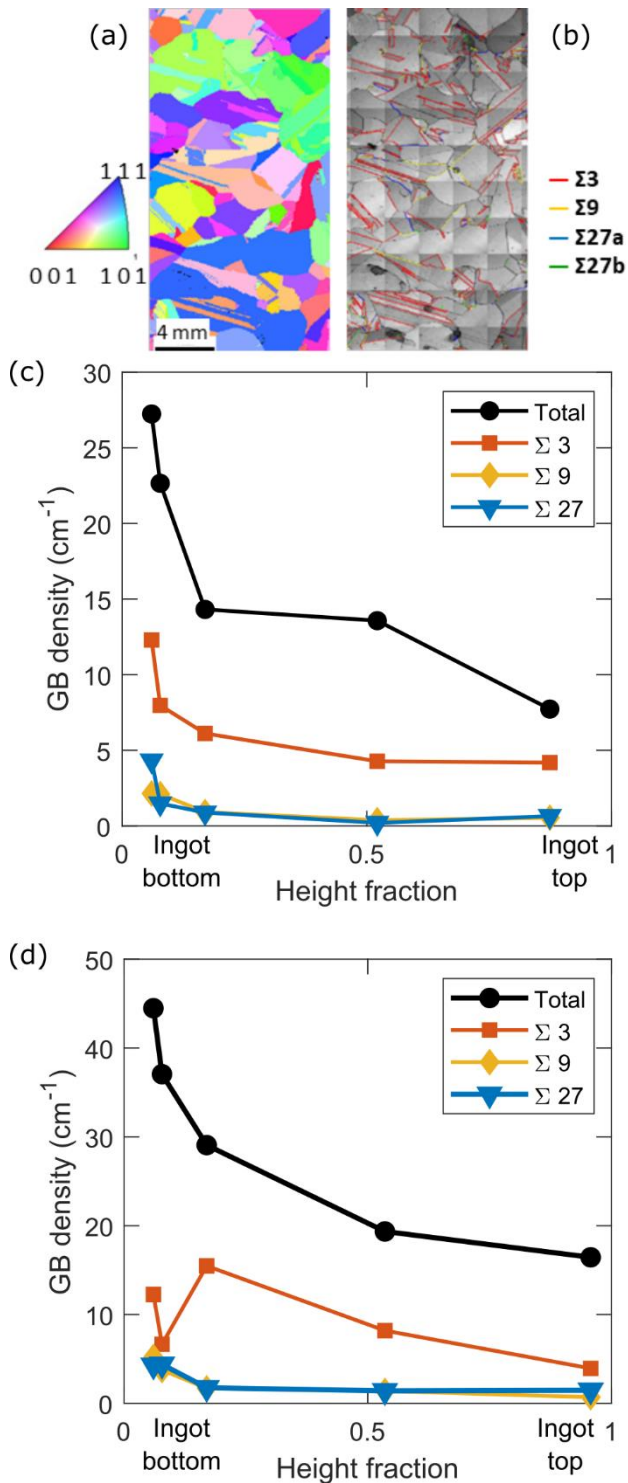 (a)
(b)
1 1 1
0 0 1
1 0 1
4 mm
Σ3
Σ9
Σ27a
Σ27b
(c)
30
25
20
15
10
5
0
GB density (cm⁻¹)
Total
Σ 3
Σ 9
Σ 27
0
0.5
1
Ingot
bottom
Height fraction
Ingot
top
(d)
50
40
30
20
10
0
GB density (cm⁻¹)
Total
Σ 3
Σ 9
Σ 27
0
0.5
1
Ingot
bottom
Height fraction
Ingot
top